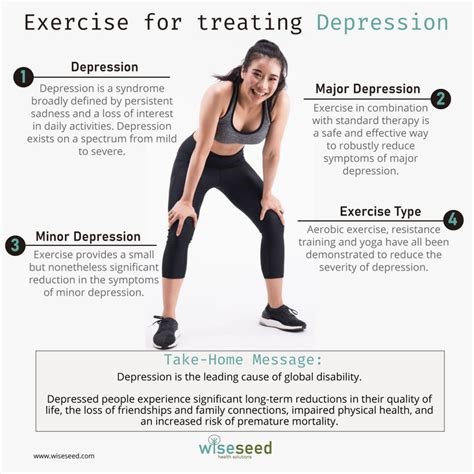 Exercise for treating Depression
1
Depression
Depression is a syndrome
broadly defined by persistent
sadness and a loss of interest
in daily activities. Depression
exists on a spectrum from mild
to severe.
Major Depression
2
Exercise in combination
with standard therapy is
a safe and effective way
to robustly reduce
symptoms of major
depression.
3
Minor Depression
Exercise provides a small
but nonetheless significant
reduction in the symptoms
of minor depression.
Exercise Type
4
Aerobic exercise, resistance
training and yoga have all been
demonstrated to reduce the
severity of depression.
Take-Home Message:
Depression is the leading cause of global disability.
Depressed people experience significant long-term reductions in their quality of
life, the loss of friendships and family connections, impaired physical health, and
an increased risk of premature mortality.
www.wiseseed.com
wiseseed
health solutions